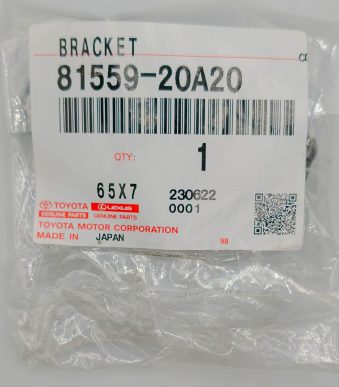 BRACKET
81559-20A20
QTY: 1
65X7 230622
0001
TOYOTA LEXUS
GENUINE PARTS GENUINE PARTS
TOYOTA MOTOR CORPORATION
MADE IN JAPAN 98